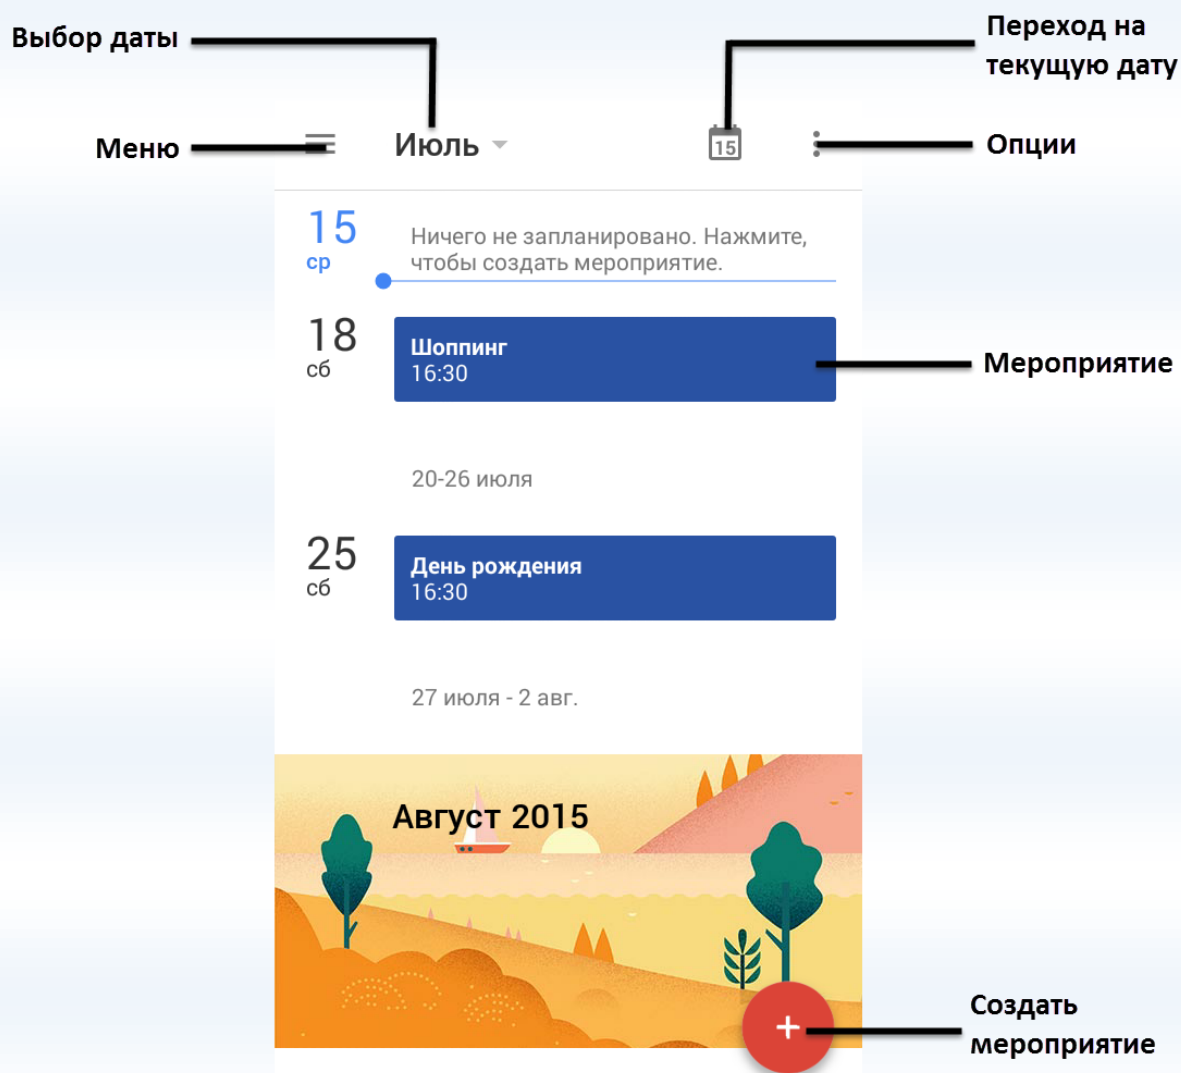 Выбор даты
Переход на
текущую дату
Меню
Июль
15
Опции
15
ср
Ничего не запланировано. Нажмите,
чтобы создать мероприятие.
18
сб
Шоппинг
16:30
Мероприятие
20-26 июля
25
сб
День рождения
16:30
27 июля - 2 авг.
Август 2015
Создать
мероприятие